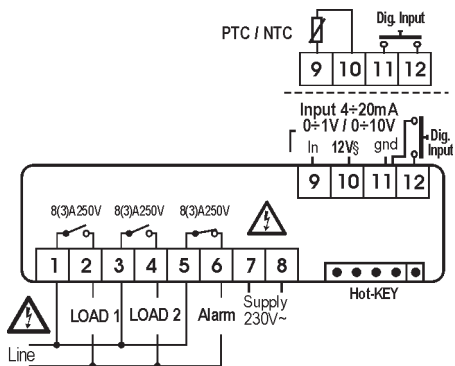 PTC / NTC
Dig. Input
9 10 11 12
Input 4÷20mA
0÷1V / 0÷10V
In 12V§ gnd
Dig.
Input
9 10 11 12
8(3)A250V 8(3)A250V 8(3)A250V
1 2 3 4 5 6 7 8
Hot-KEY
LOAD 1 LOAD 2 Alarm
Supply
230V~
Line